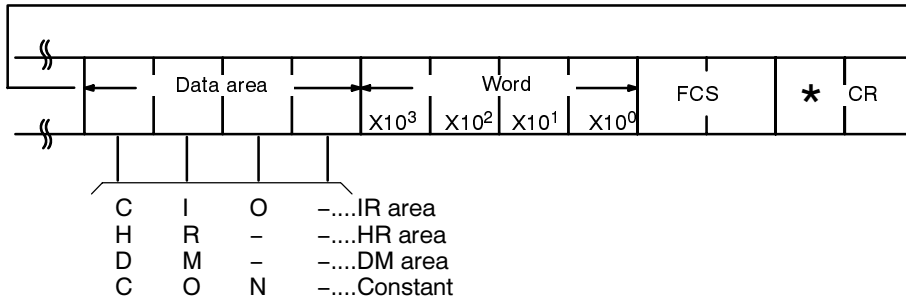 Data area Word FCS * CR
X10³ X10² X10¹ X10⁰
C I O –....IR area
H R – –....HR area
D M – –....DM area
C O N –....Constant